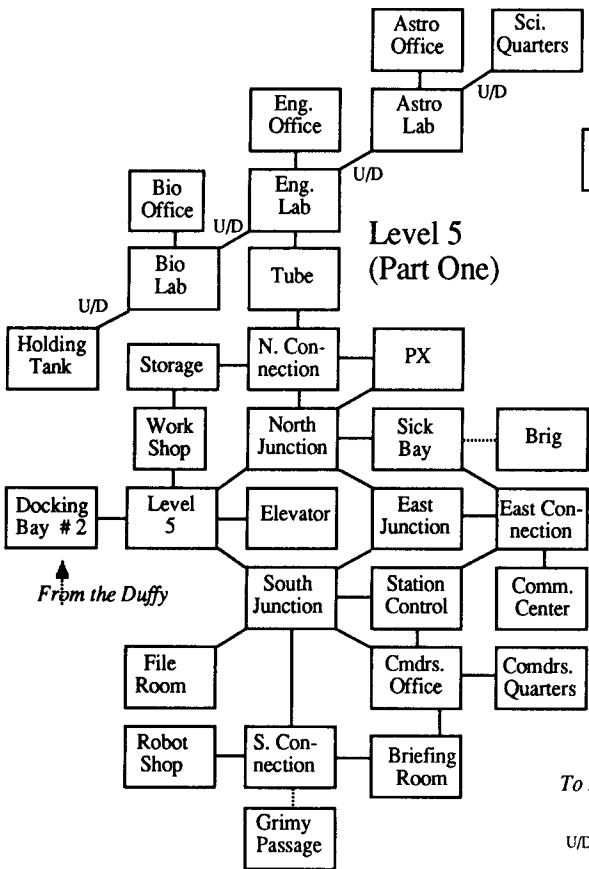 Astro
Office
Sci.
Quarters
U/D
Eng.
Office
Astro
Lab
U/D
Bio
Office
Eng.
Lab
U/D
Level 5
(Part One)
Bio
Lab
Tube
U/D
Holding
Tank
Storage
N. Con-
nection
PX
Work
Shop
North
Junction
Sick
Bay
Brig
Docking
Bay # 2
Level
5
Elevator
East
Junction
East Con-
nection
From the Duffy
South
Junction
Station
Control
Comm.
Center
File
Room
Cmdrs.
Office
Comdrs.
Quarters
Robot
Shop
S. Con-
nection
Briefing
Room
To
Grimy
Passage
U/D